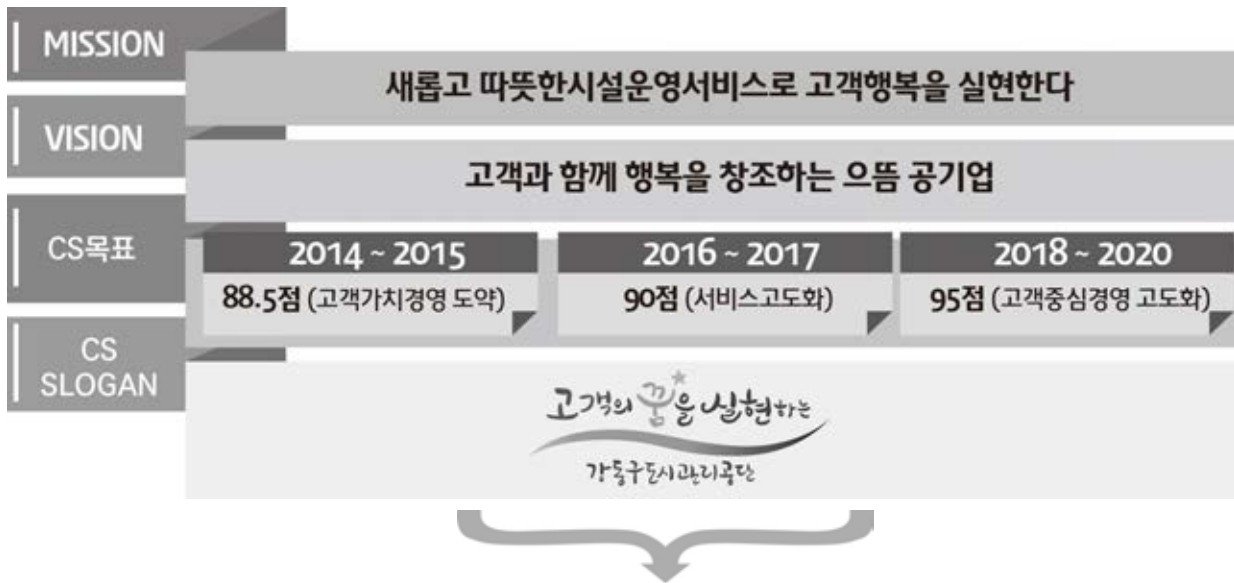 MISSION
새롭고 따뜻한시설운영서비스로 고객행복을 실현한다
VISION
고객과 함께 행복을 창조하는 으뜸 공기업
CS목표
2014 ~ 2015
88.5점 (고객가치경영 도약)
2016 ~ 2017
90점 (서비스고도화)
2018 ~ 2020
95점 (고객중심경영 고도화)
CS
SLOGAN
고객의 꿈을 실현하는
강동구도시관리공단